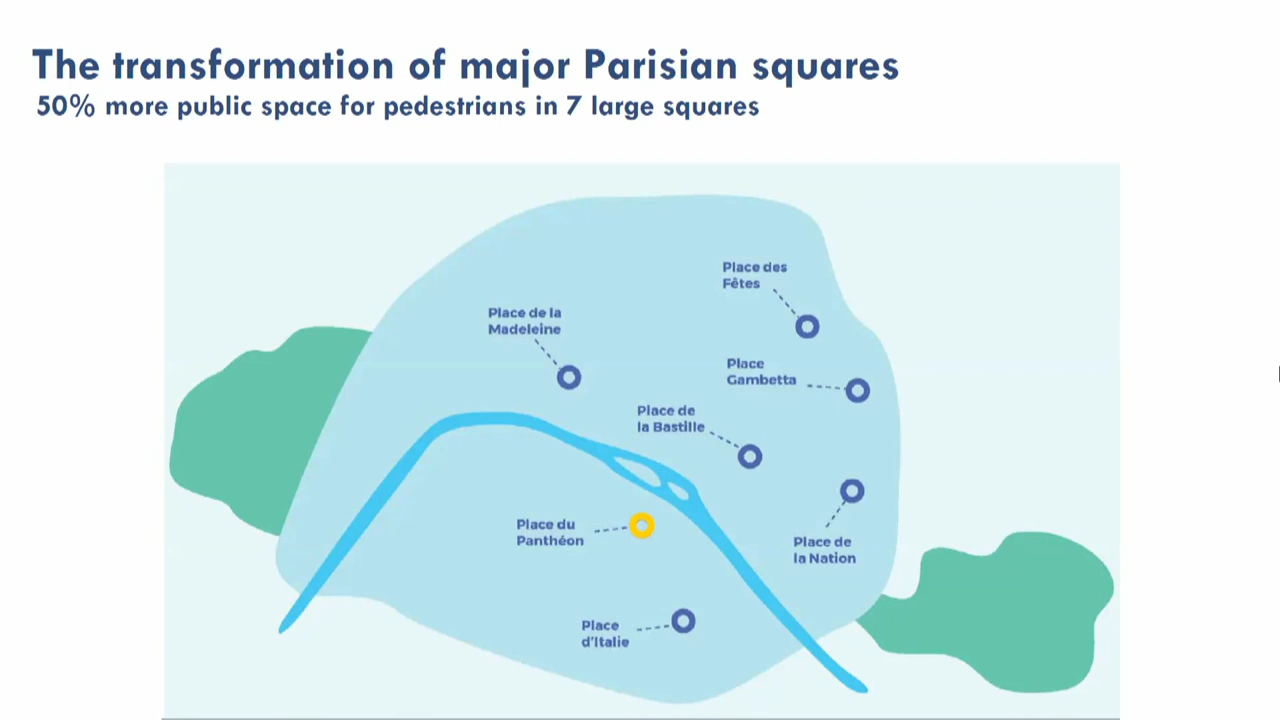 The transformation of major Parisian squares
50% more public space for pedestrians in 7 large squares
Place des
Fêtes
Place de la
Madeleine
Place
Gambetta
Place de
la Bastille
Place du
Panthéon
Place de
la Nation
Place
d'Italie